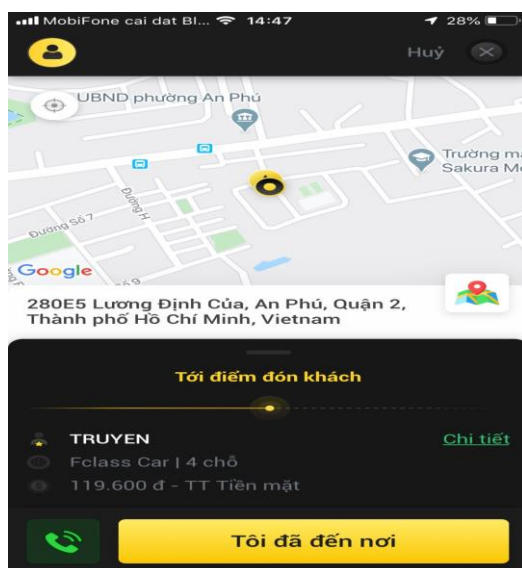 MobiFone cai dat Bl... 14:47 28%
Huỷ
UBND phường An Phú
Trường m
Sakura M
Đường Số 7
Đường H
Google
280E5 Lương Định Của, An Phú, Quận 2,
Thành phố Hồ Chí Minh, Vietnam
Tới điểm đón khách
TRUYEN
Chi tiết
Fclass Car | 4 chỗ
119.600 đ - TT Tiền mặt
Tôi đã đến nơi